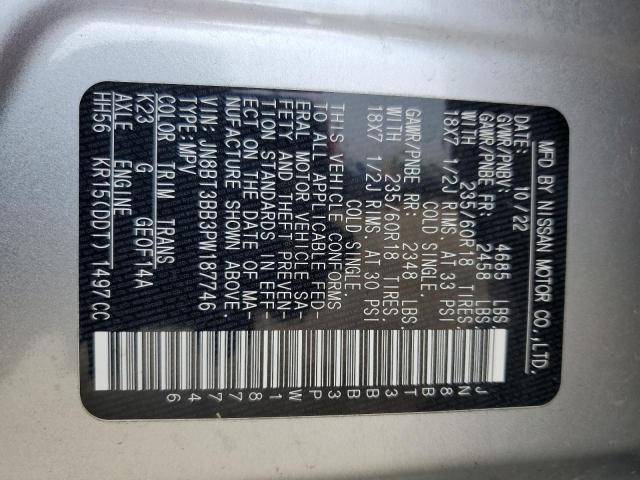 MFD BY NISSAN MOTOR CO.,LTD.
DATE: 10/22
GVWR/PNBV: 4685 LBS.
GAWR/PNBE FR: 2456 LBS.
WITH 235/60R18 TIRES.
18X7 1/2J RIMS. AT 33 PSI
COLD SINGLE.
GAWR/PNBE RB: 2348 LBS.
WITH 235/60R18 TIRES.
18X7 1/2J RIMS. AT 30 PSI
COLD SINGLE.
THIS VEHICLE CONFORMS
TO ALL APPLICABLE FED-
ERAL MOTOR VEHICLE SA-
FETY AND THEFT PREVEN-
TION STANDARDS IN EFF-
ECT ON THE DATE OF MA-
NUFACTURE SHOWN ABOVE.
VIN: JN8BT3BB3PW187746
TYPE: MPV
COLOR TRIM TRANS
K23 G GE0FT4A
AXLE ENGINE
HH56 KR15(DDT) 1497CC
JN8BT3BB3PW187746